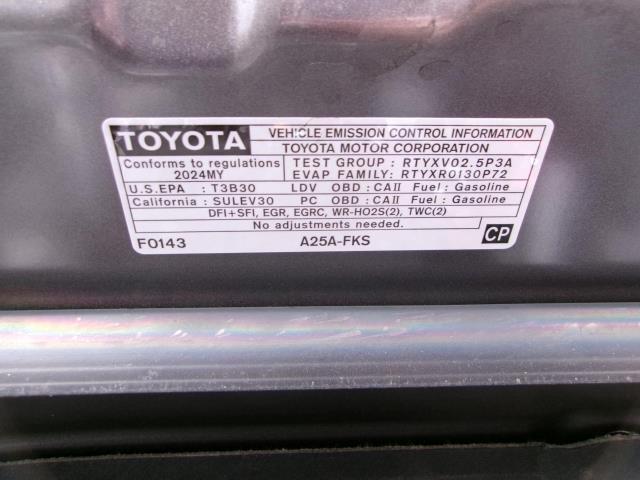 TOYOTA
VEHICLE EMISSION CONTROL INFORMATION
TOYOTA MOTOR CORPORATION
Conforms to regulations
2024MY
TEST GROUP : RTYXV02.5P3A
EVAP FAMILY: RTYXR0130P72
U.S.EPA : T3B30 LDV OBD : CAII Fuel : Gasoline
California : SULEV30 PC OBD : CAII Fuel : Gasoline
DFI+SFI, EGR, EGRC, WR-HO2S(2), TWC(2)
No adjustments needed.
F0143 A25A-FKS CP